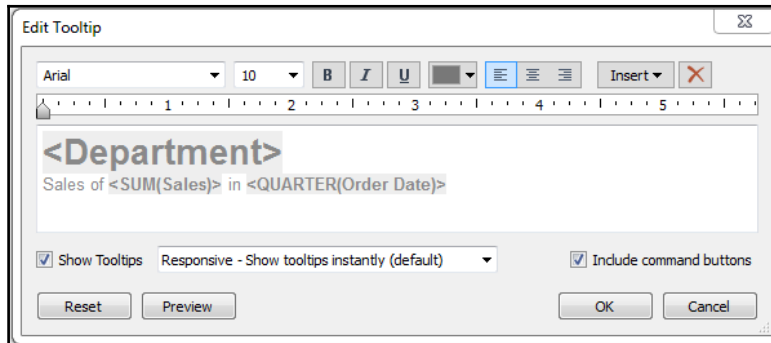 Edit Tooltip
Arial 10 B I U Insert
1 2 3 4 5
<Department>
Sales of <SUM(Sales)> in <QUARTER(Order Date)>
Show Tooltips Responsive - Show tooltips instantly (default) Include command buttons
Reset Preview OK Cancel